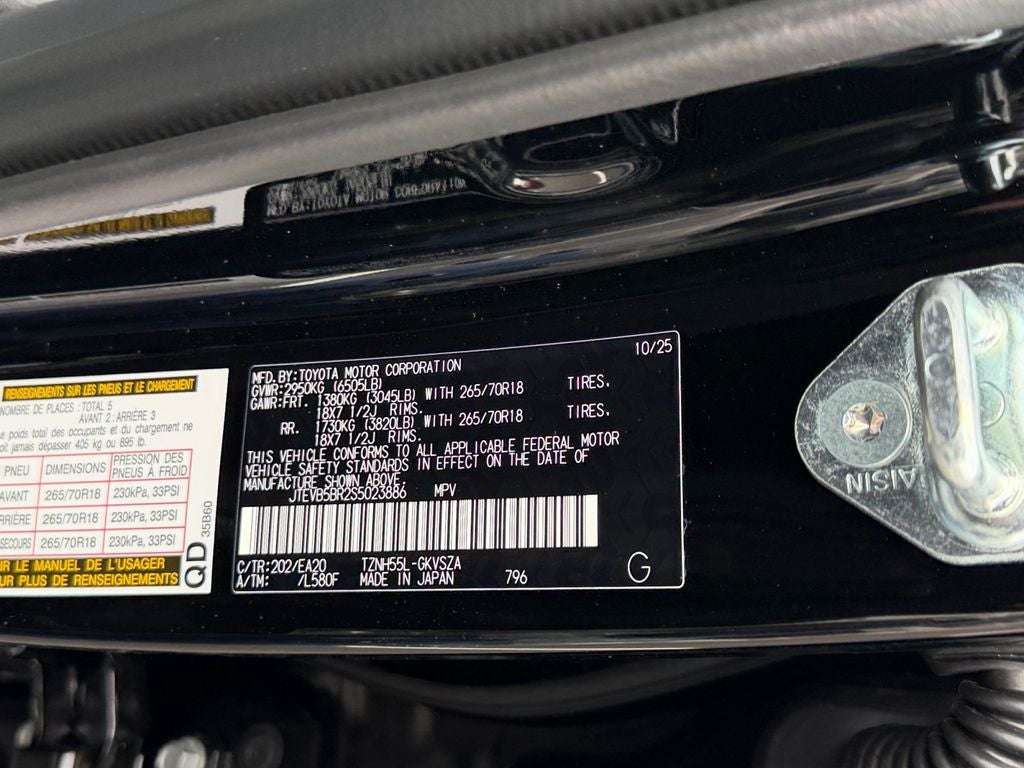 RENSEIGNEMENTS SUR LES PNEUS ET LE CHARGEMENT
NOMBRE DE PLACES : TOTAL 5
AVANT 2 : ARRIÈRE 3
Le poids total des occupants et du chargement ne
doit jamais dépasser 405 kg ou 895 lb.
PNEU DIMENSIONS PRESSION DES PNEUS À FROID
AVANT 265/70R18 230kPa, 33PSI
ARRIÈRE 265/70R18 230kPa, 33PSI
SECOURS 265/70R18 230kPa, 33PSI
IR LE MANUEL DE L'USAGER
UR PLUS DE RENSEIGNEMENTS
QD 35B60
10/25
MFD.BY:TOYOTA MOTOR CORPORATION
GVWR:2950KG (6505LB)
GAWR:FRT. 1380KG (3045LB) WITH 265/70R18 TIRES.
18X7 1/2J RIMS.
RR. 1730KG (3820LB) WITH 265/70R18 TIRES.
18X7 1/2J RIMS.
THIS VEHICLE CONFORMS TO ALL APPLICABLE FEDERAL MOTOR
VEHICLE SAFETY STANDARDS IN EFFECT ON THE DATE OF
MANUFACTURE SHOWN ABOVE.
JTEVB5BR2S5023886 MPV
C/TR:202/EA20 TZNH55L-GKVSZA
A/TM: /L580F MADE IN JAPAN 796 G
AISIN